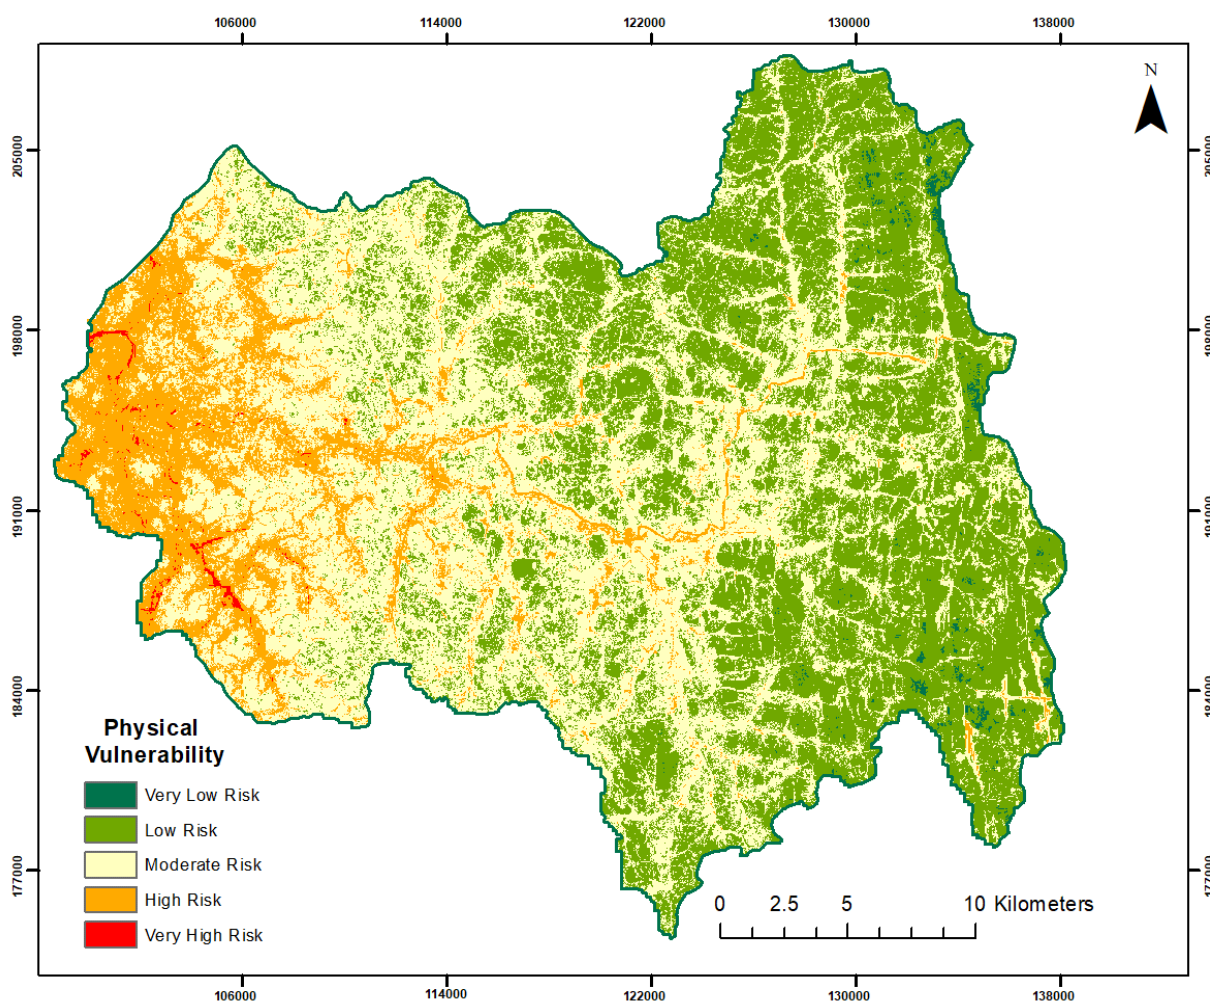 106000 114000 122000 130000 138000
N
205000 205000
198000 198000
191000 191000
184000 184000
177000 177000
Physical
Vulnerability
Very Low Risk
Low Risk
Moderate Risk
High Risk
Very High Risk
0 2.5 5 10 Kilometers
106000 114000 122000 130000 138000